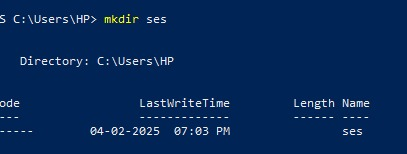 S C:\Users\HP> mkdir ses
Directory: C:\Users\HP
ode LastWriteTime Length Name
--- ------------- ------ ----
----- 04-02-2025 07:03 PM ses